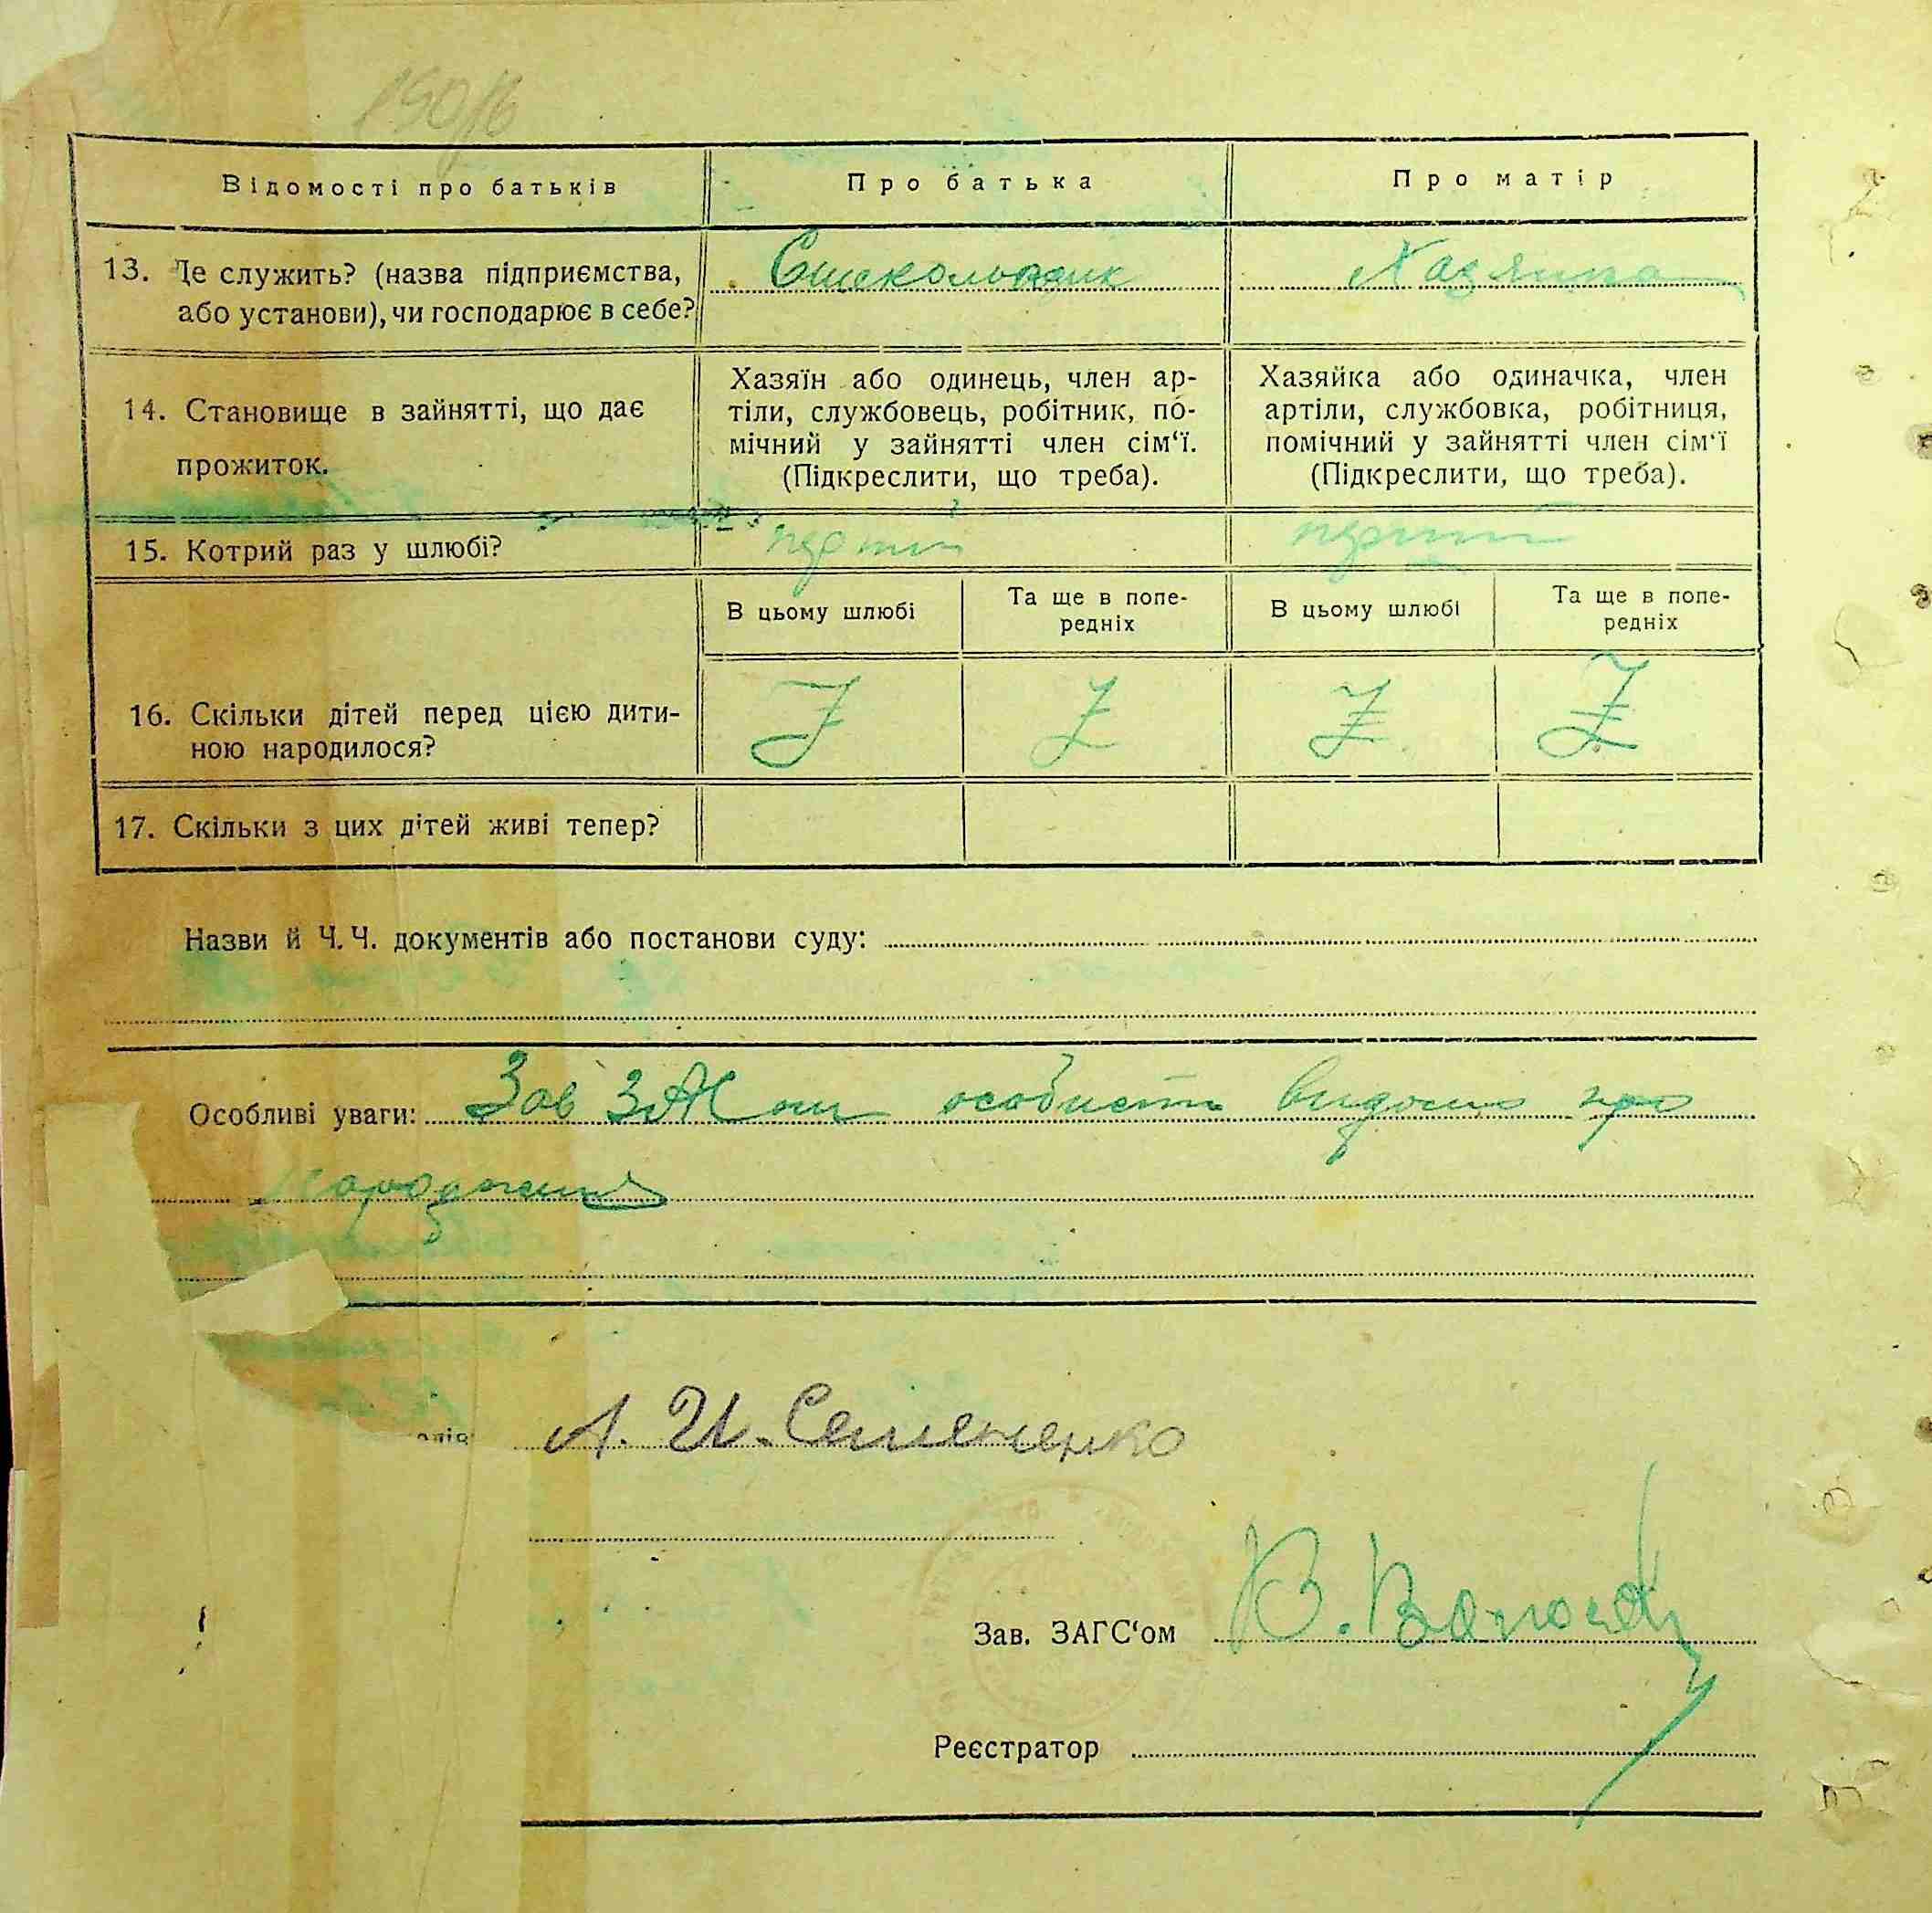 Відомості про батьків
Про батька
Про матір
13. Де служить? (назва підприємства,
або установи), чи господарює в себе?
Хазяйка
14. Становище в зайнятті, що дає
прожиток.
Хазяїн або одинець, член ар-
тіли, службовець, робітник, по-
мічний у зайнятті член сім‘ї.
(Підкреслити, що треба).
Хазяйка або одиначка, член
артіли, службовка, робітниця,
помічний у зайнятті член сім‘ї
(Підкреслити, що треба).
15. Котрий раз у шлюбі?
перший
перший
В цьому шлюбі
Та ще в попе-
редніх
В цьому шлюбі
Та ще в попе-
редніх
16. Скільки дітей перед цією дити-
ною народилося?
17. Скільки з цих дітей живі тепер?
Назви й Ч.Ч. документів або постанови суду:
Особливі уваги: Зав особисто про
народження
А. И. Семененко
Зав. ЗАГС‘ом
Реєстратор